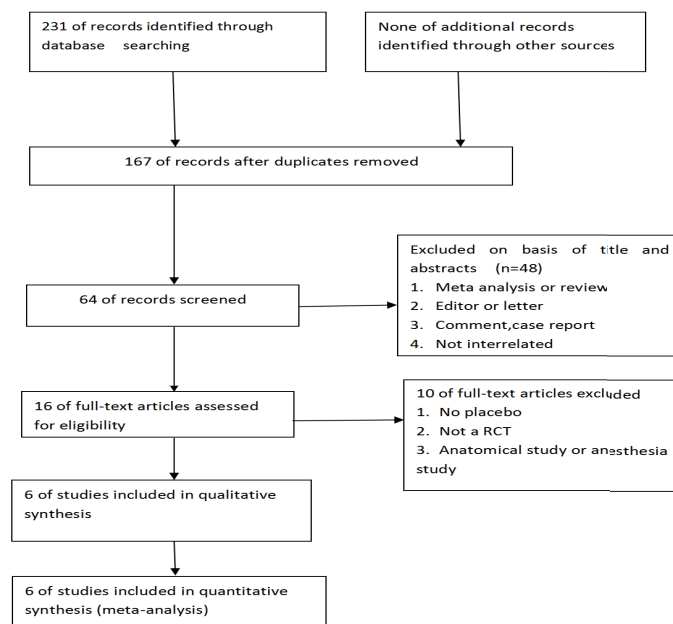 231 of records identified through
database searching
None of additional records
identified through other sources
167 of records after duplicates removed
Excluded on basis of title and
abstracts (n=48)
1. Meta analysis or review
2. Editor or letter
3. Comment,case report
4. Not interrelated
64 of records screened
10 of full-text articles excluded
1. No placebo
2. Not a RCT
3. Anatomical study or anesthesia
study
16 of full-text articles assessed
for eligibility
6 of studies included in qualitative
synthesis
6 of studies included in quantitative
synthesis (meta-analysis)